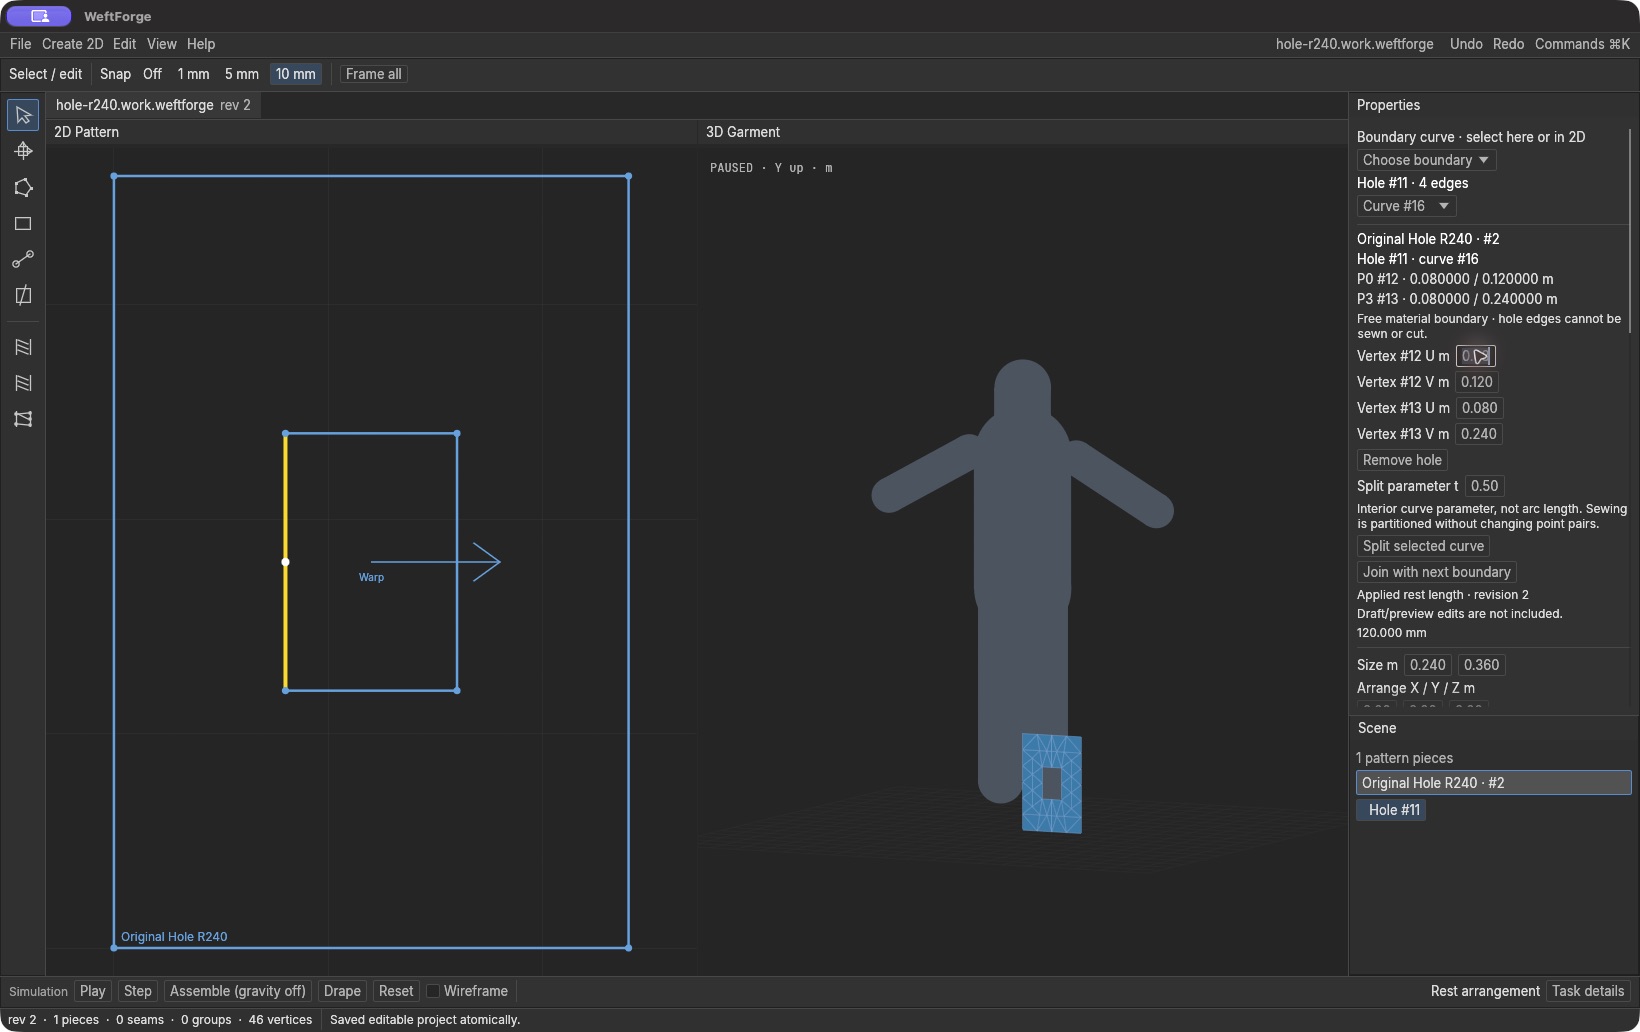 WeftForge
File Create 2D Edit View Help
hole-r240.work.weftforge Undo Redo Commands ⌘K
Select / edit Snap Off 1 mm 5 mm 10 mm Frame all
hole-r240.work.weftforge rev 2
2D Pattern
Warp
Original Hole R240
3D Garment
PAUSED · Y up · m
Properties
Boundary curve · select here or in 2D
Choose boundary
Hole #11 · 4 edges
Curve #16
Original Hole R240 · #2
Hole #11 · curve #16
P0 #12 · 0.080000 / 0.120000 m
P3 #13 · 0.080000 / 0.240000 m
Free material boundary · hole edges cannot be
sewn or cut.
Vertex #12 U m
Vertex #12 V m 0.120
Vertex #13 U m 0.080
Vertex #13 V m 0.240
Remove hole
Split parameter t 0.50
Interior curve parameter, not arc length. Sewing
is partitioned without changing point pairs.
Split selected curve
Join with next boundary
Applied rest length · revision 2
Draft/preview edits are not included.
120.000 mm
Size m 0.240 0.360
Arrange X / Y / Z m
Scene
1 pattern pieces
Original Hole R240 · #2
Hole #11
Simulation Play Step Assemble (gravity off) Drape Reset Wireframe
Rest arrangement Task details
rev 2 · 1 pieces · 0 seams · 0 groups · 46 vertices Saved editable project atomically.